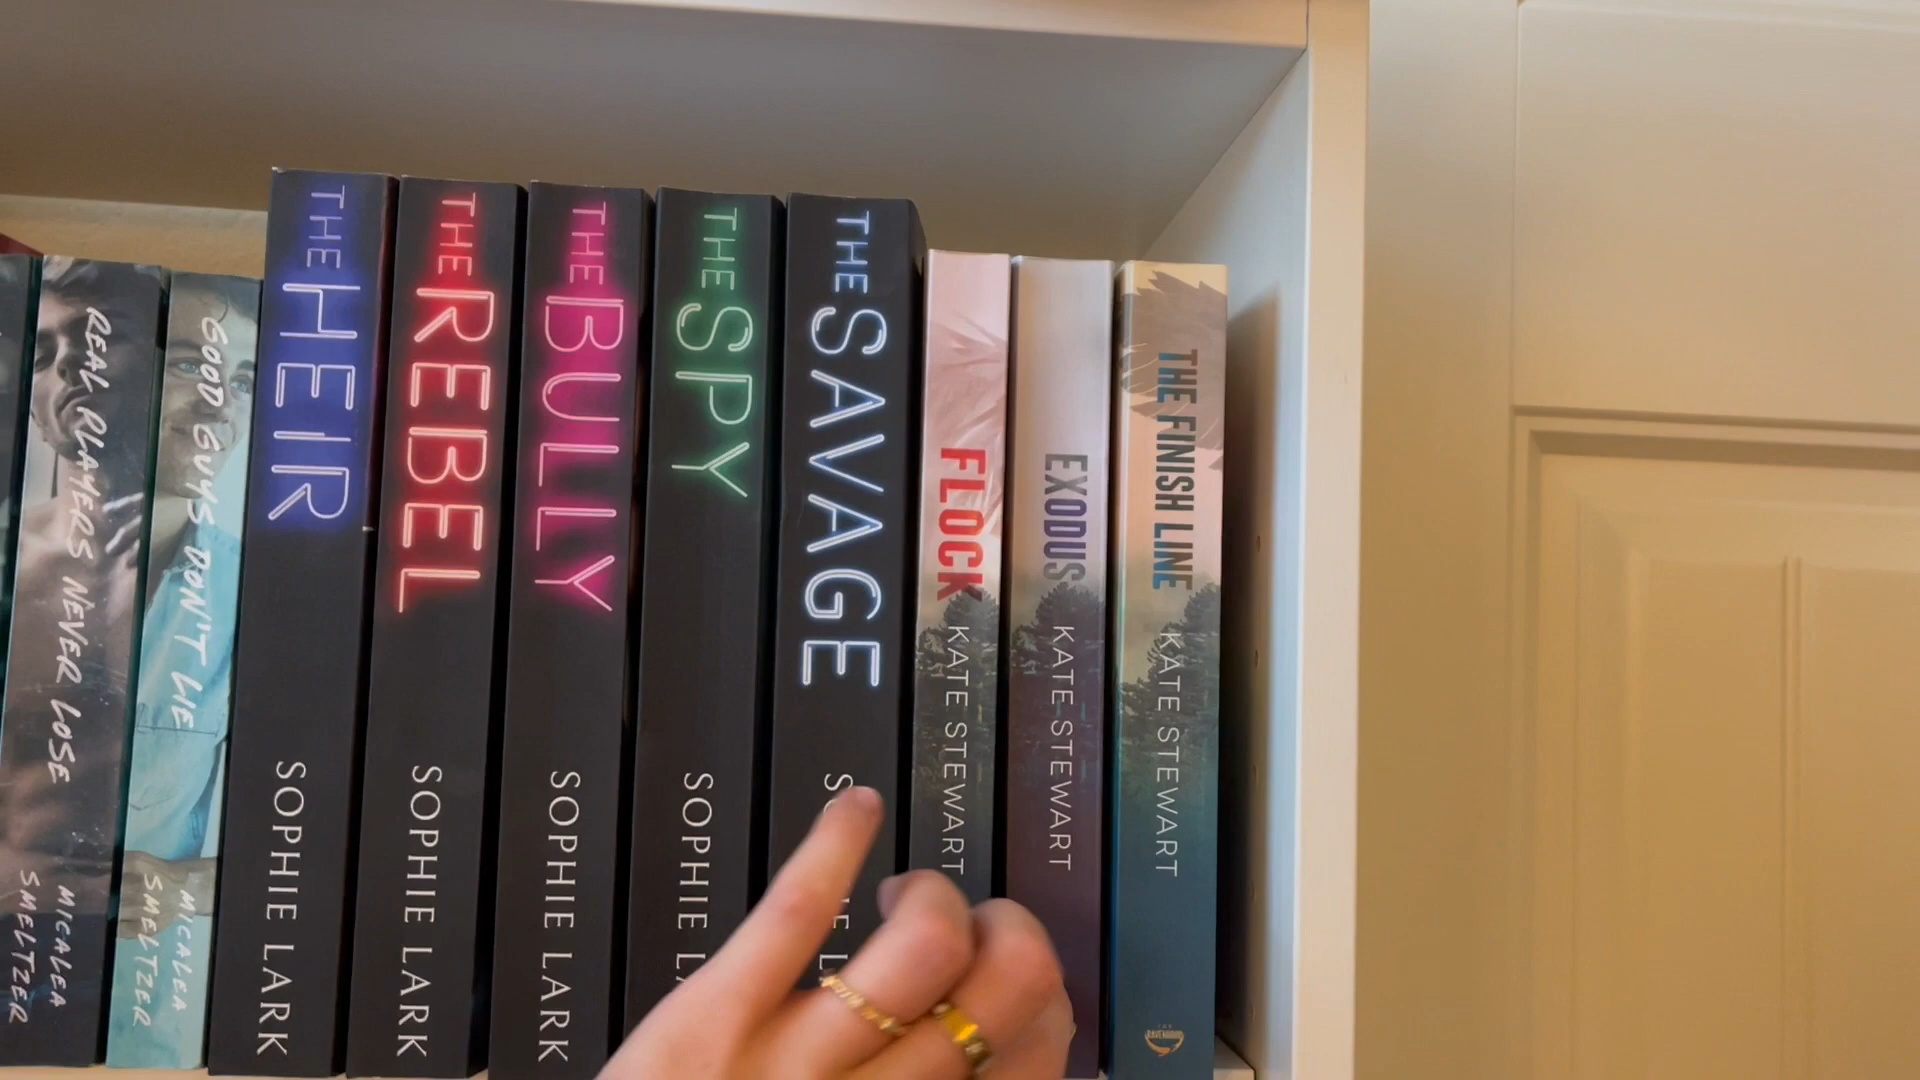 REAL PLAYERS NEVER LOSE
MICALEA
SMELTZER
GOOD GUYS DON'T LIE
MICALEA
SMELTZER
THE HEIR
SOPHIE LARK
THE REBEL
SOPHIE LARK
THE BULLY
SOPHIE LARK
THE SPY
SOPHIE
THE SAVAGE
FLOCK
KATE STEWART
EXODUS
KATE STEWART
THE FINISH LINE
KATE STEWART
THE
RAVENHOOD